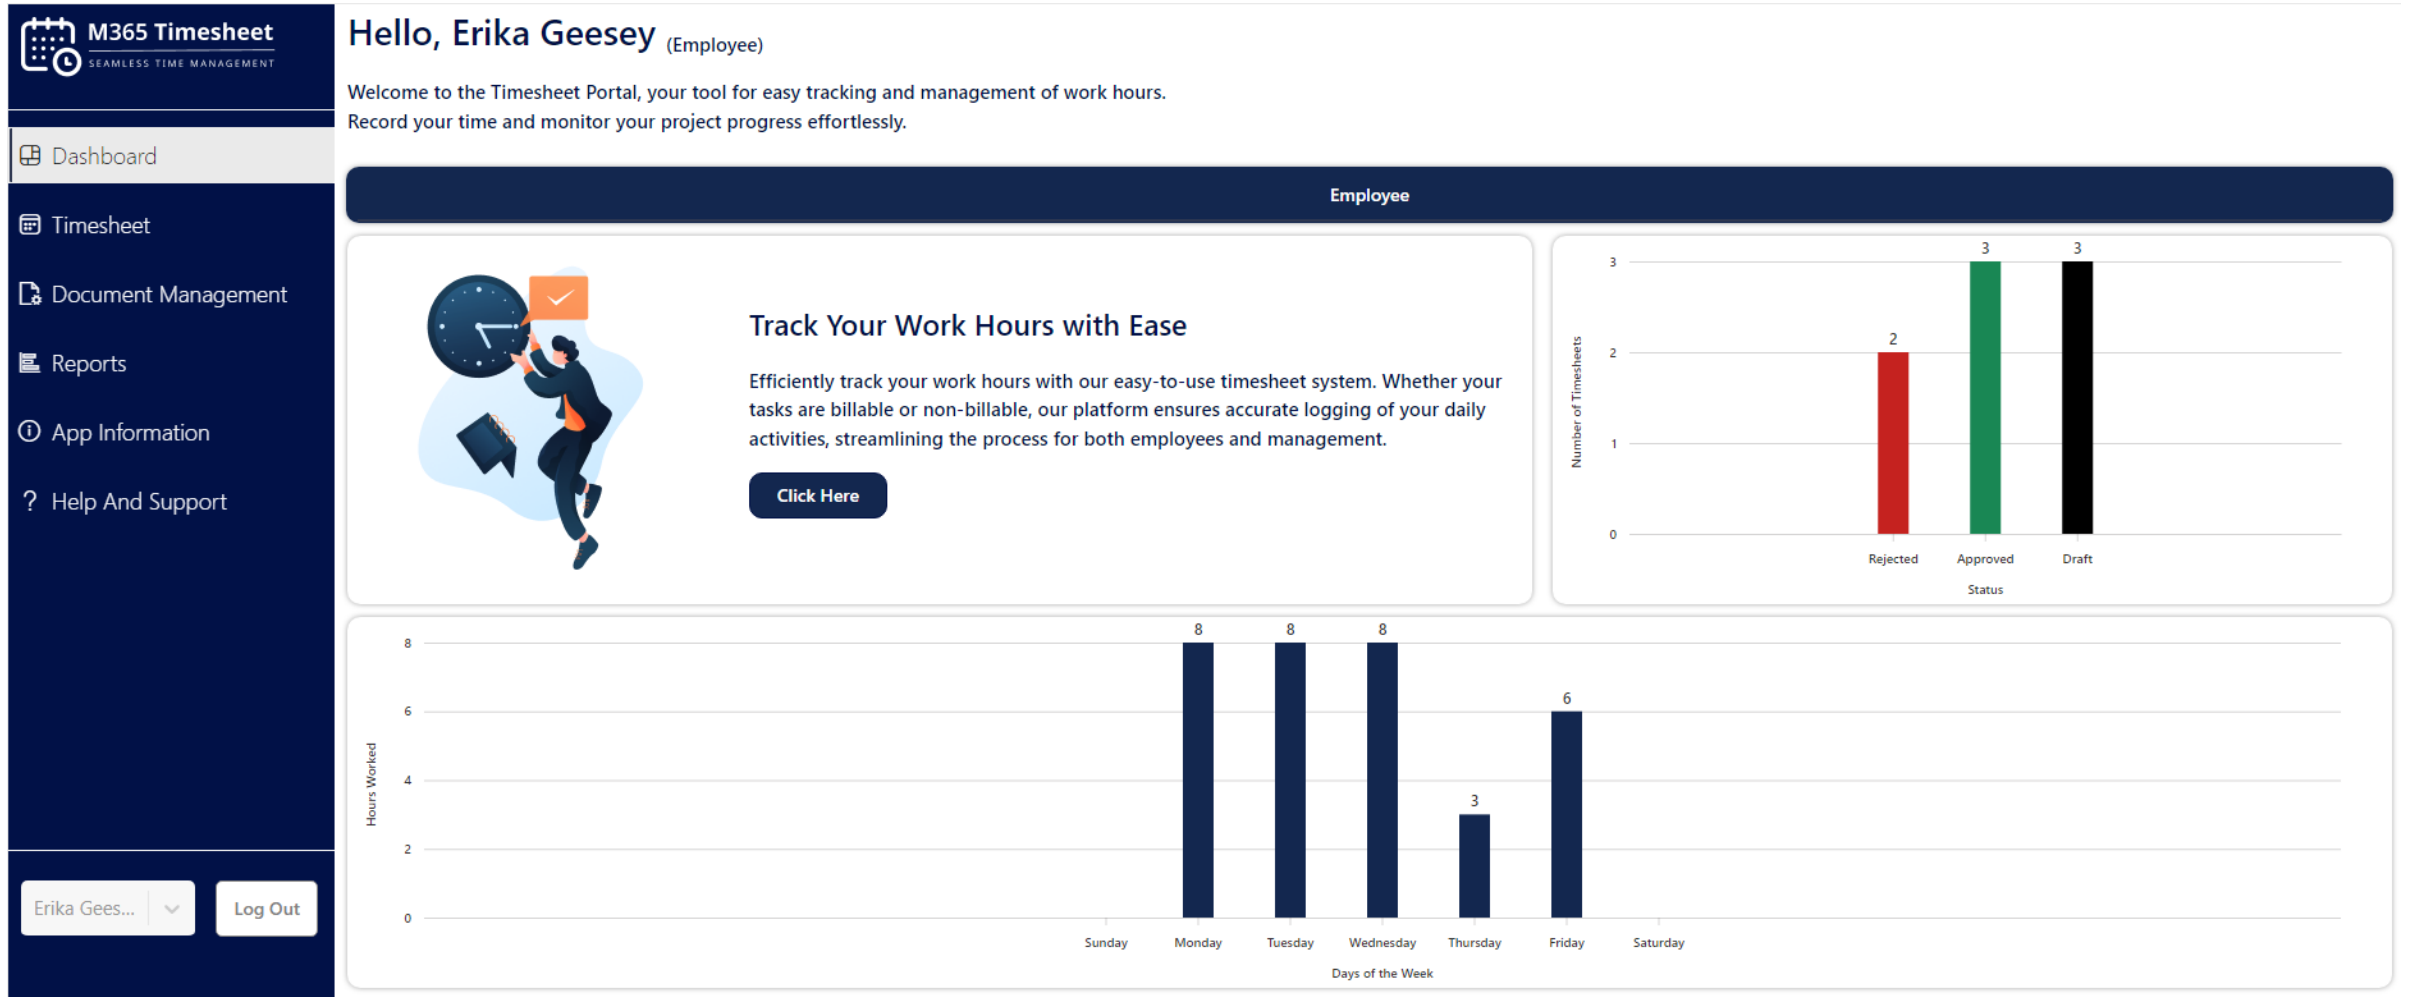 M365 Timesheet
SEAMLESS TIME MANAGEMENT
Dashboard
Timesheet
Document Management
Reports
App Information
? Help And Support
Erika Gees...
Log Out
Hello, Erika Geesey (Employee)
Welcome to the Timesheet Portal, your tool for easy tracking and management of work hours.
Record your time and monitor your project progress effortlessly.
Employee
Track Your Work Hours with Ease
Efficiently track your work hours with our easy-to-use timesheet system. Whether your
tasks are billable or non-billable, our platform ensures accurate logging of your daily
activities, streamlining the process for both employees and management.
Click Here
Number of Timesheets
3
2
1
0
2
3
3
Rejected
Approved
Draft
Status
Hours Worked
8
6
4
2
0
8
8
8
3
6
Sunday
Monday
Tuesday
Wednesday
Thursday
Friday
Saturday
Days of the Week